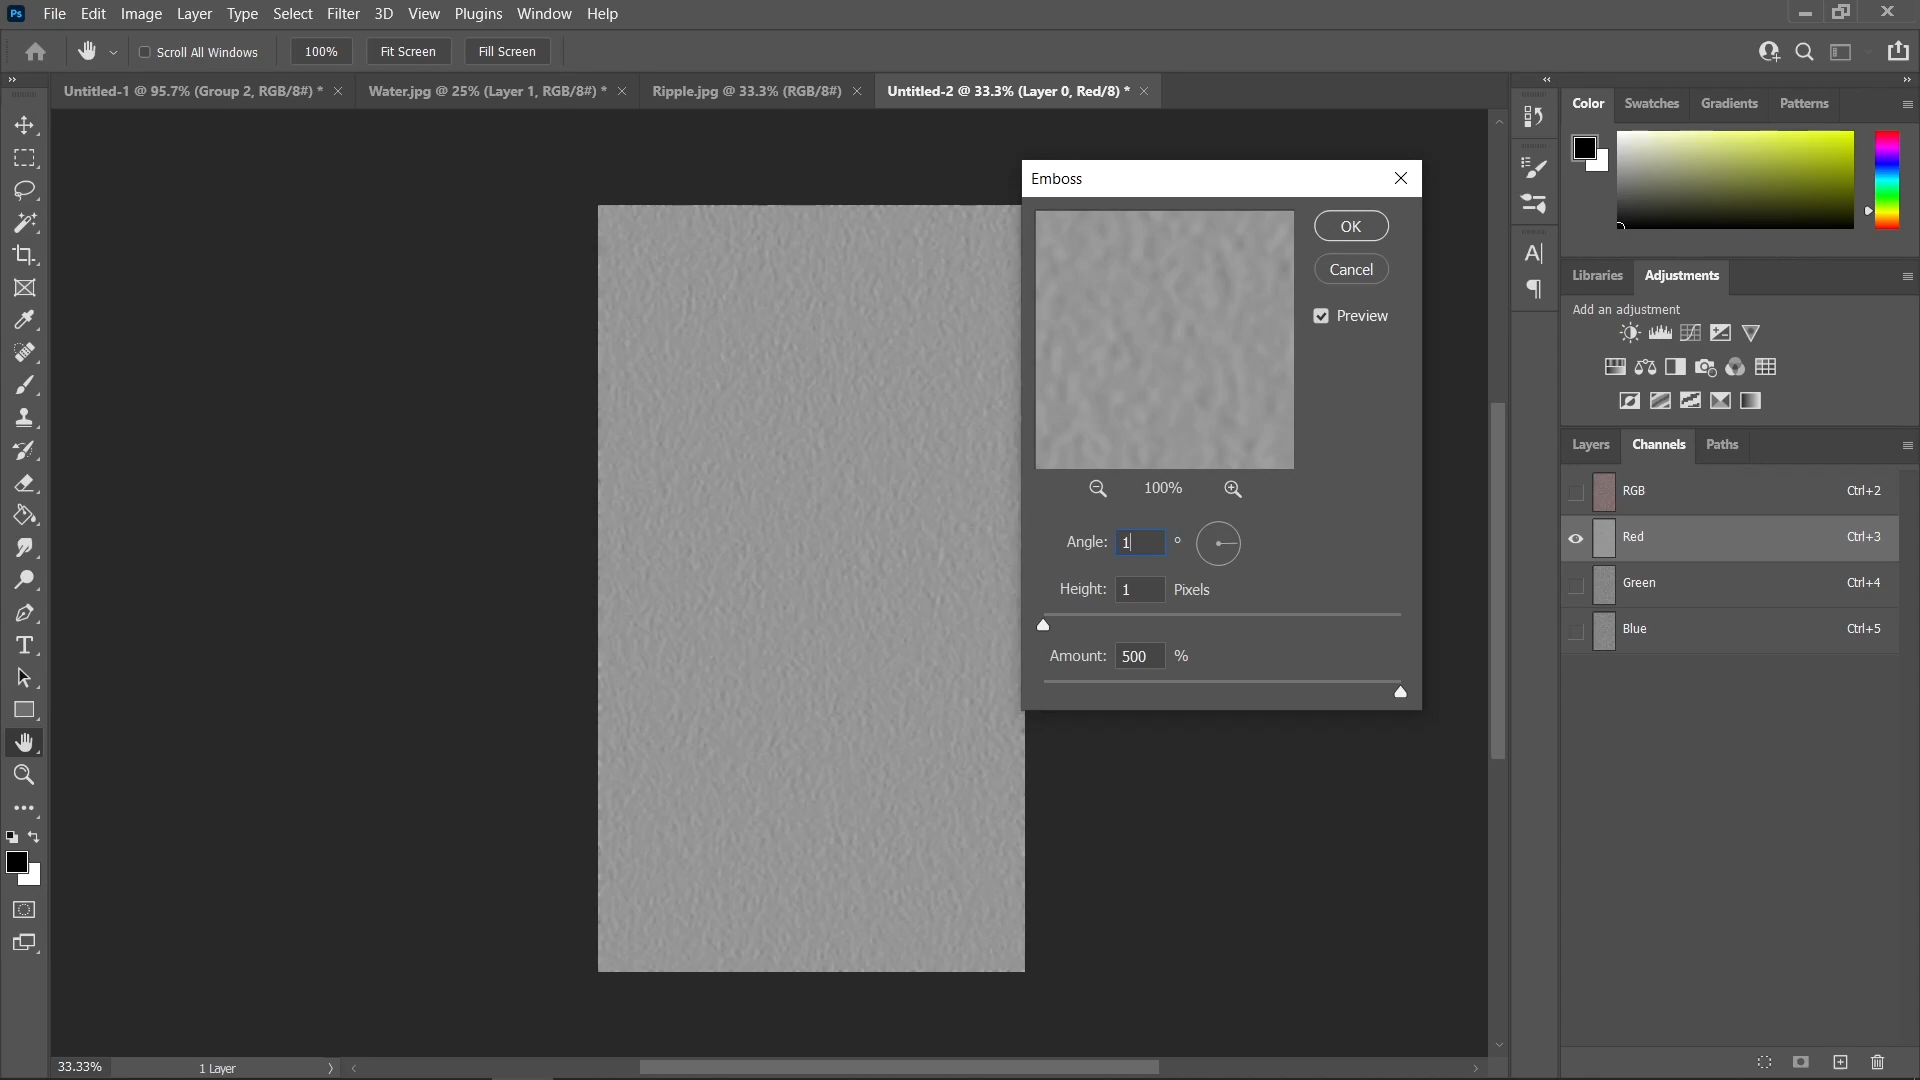 Ps File Edit Image Layer Type Select Filter 3D View Plugins Window Help
Scroll All Windows 100% Fit Screen Fill Screen
Untitled-1 @ 95.7% (Group 2, RGB/8#) * Water.jpg @ 25% (Layer 1, RGB/8#) * Ripple.jpg @ 33.3% (RGB/8#) Untitled-2 @ 33.3% (Layer 0, Red/8) *
Color Swatches Gradients Patterns
Emboss
OK
Cancel
Preview
100%
Angle: 1 °
Height: 1 Pixels
Amount: 500 %
Libraries Adjustments
Add an adjustment
Layers Channels Paths
RGB Ctrl+2
Red Ctrl+3
Green Ctrl+4
Blue Ctrl+5
33.33% 1 Layer